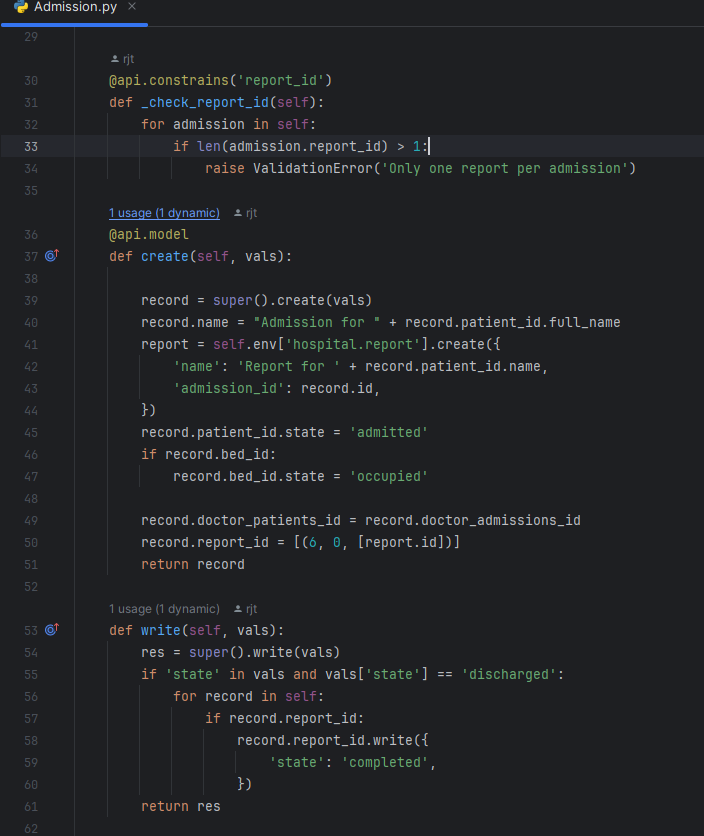 Admission.py ×
29
rjt
30 @api.constrains('report_id')
31 def _check_report_id(self):
32 for admission in self:
33 if len(admission.report_id) > 1:
34 raise ValidationError('Only one report per admission')
35
1 usage (1 dynamic) rjt
36 @api.model
37 def create(self, vals):
38
39 record = super().create(vals)
40 record.name = "Admission for " + record.patient_id.full_name
41 report = self.env['hospital.report'].create({
42 'name': 'Report for ' + record.patient_id.name,
43 'admission_id': record.id,
44 })
45 record.patient_id.state = 'admitted'
46 if record.bed_id:
47 record.bed_id.state = 'occupied'
48
49 record.doctor_patients_id = record.doctor_admissions_id
50 record.report_id = [(6, 0, [report.id])]
51 return record
52
1 usage (1 dynamic) rjt
53 def write(self, vals):
54 res = super().write(vals)
55 if 'state' in vals and vals['state'] == 'discharged':
56 for record in self:
57 if record.report_id:
58 record.report_id.write({
59 'state': 'completed',
60 })
61 return res
62